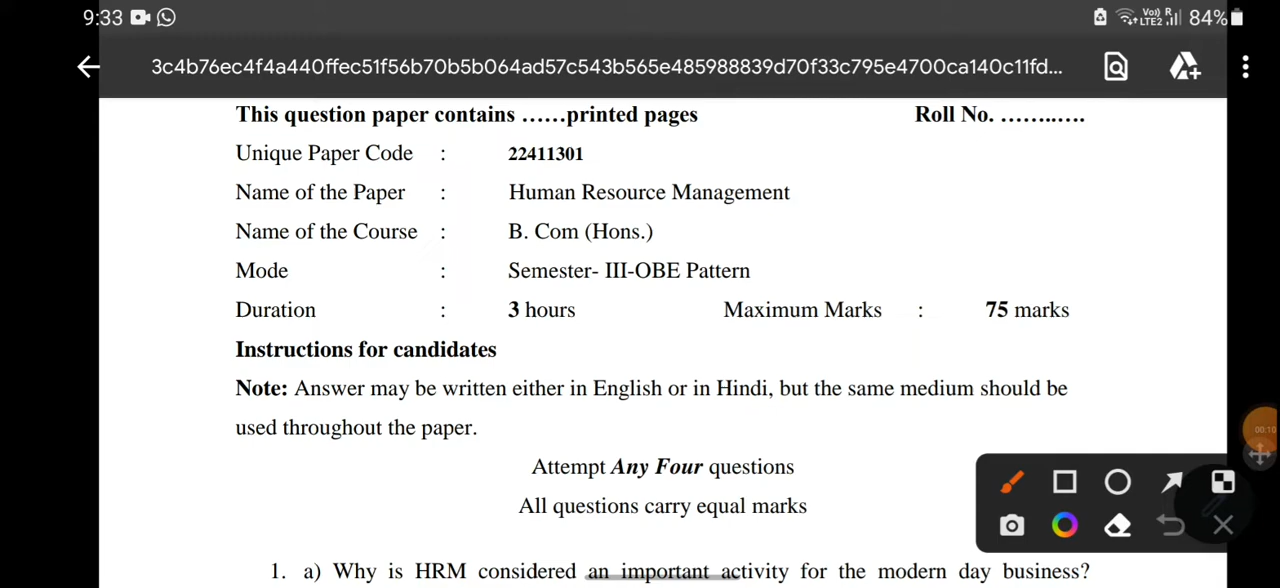 9:33 Vo)) R LTE2 84%
3c4b76ec4f4a440ffec51f56b70b5b064ad57c543b565e485988839d70f33c795e4700ca140c11fd...
This question paper contains ……printed pages Roll No. ……..….
Unique Paper Code : 22411301
Name of the Paper : Human Resource Management
Name of the Course : B. Com (Hons.)
Mode : Semester- III-OBE Pattern
Duration : 3 hours Maximum Marks : 75 marks
Instructions for candidates
Note: Answer may be written either in English or in Hindi, but the same medium should be
used throughout the paper.
00:10
Attempt Any Four questions
All questions carry equal marks
1. a) Why is HRM considered an important activity for the modern day business?